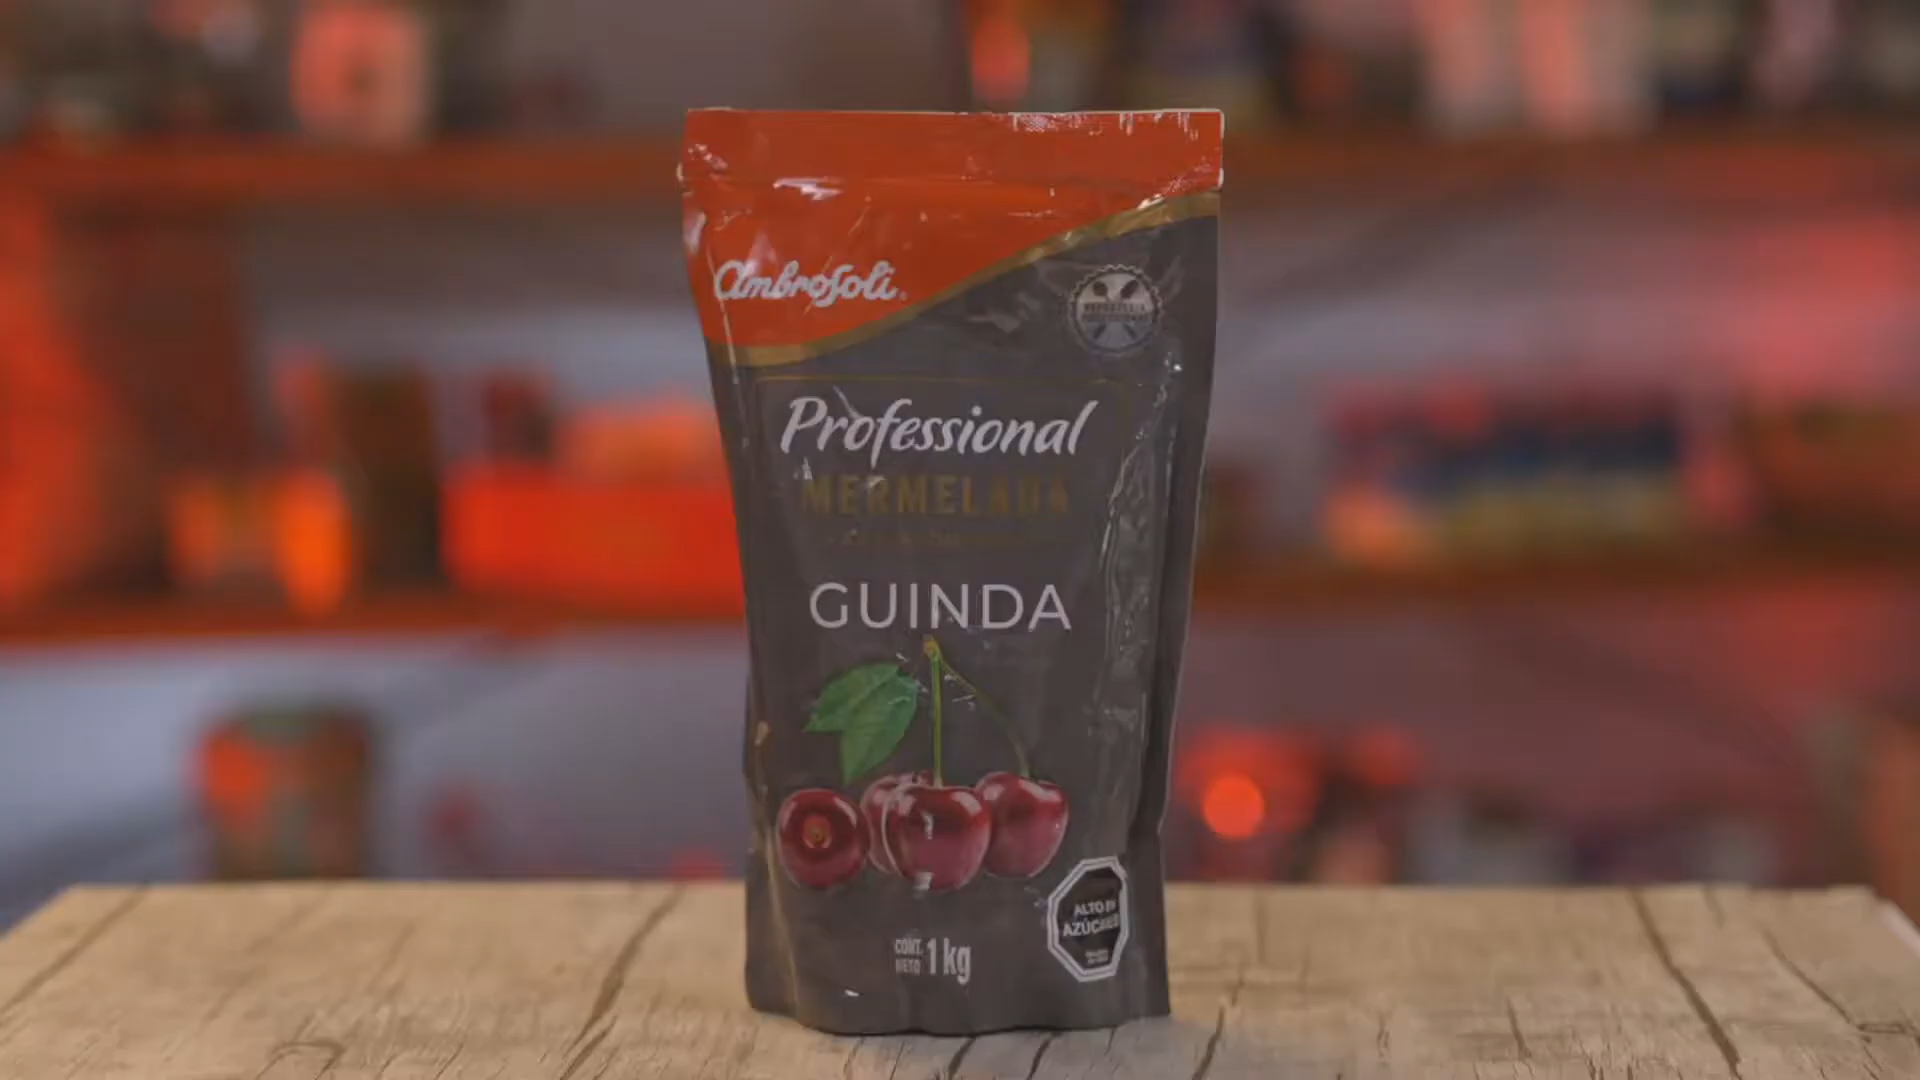 Ambrosoli
Professional
MERMELADA
GUINDA
CONT. NETO 1 kg
ALTO EN
AZÚCARES